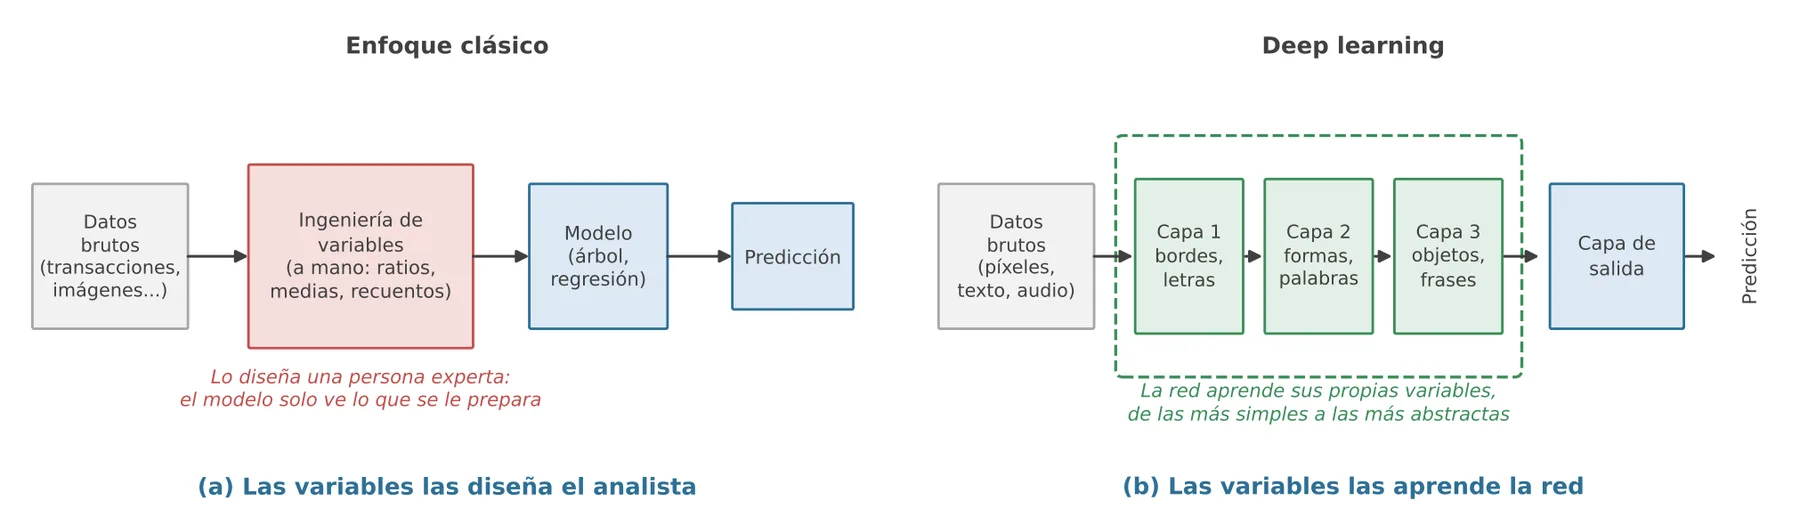 Enfoque clásico
Datos
brutos
(transacciones,
imágenes...)
Ingeniería de
variables
(a mano: ratios,
medias, recuentos)
Modelo
(árbol,
regresión)
Predicción
Lo diseña una persona experta:
el modelo solo ve lo que se le prepara
(a) Las variables las diseña el analista
Deep learning
Datos
brutos
(píxeles,
texto, audio)
Capa 1
bordes,
letras
Capa 2
formas,
palabras
Capa 3
objetos,
frases
Capa de
salida
Predicción
La red aprende sus propias variables,
de las más simples a las más abstractas
(b) Las variables las aprende la red